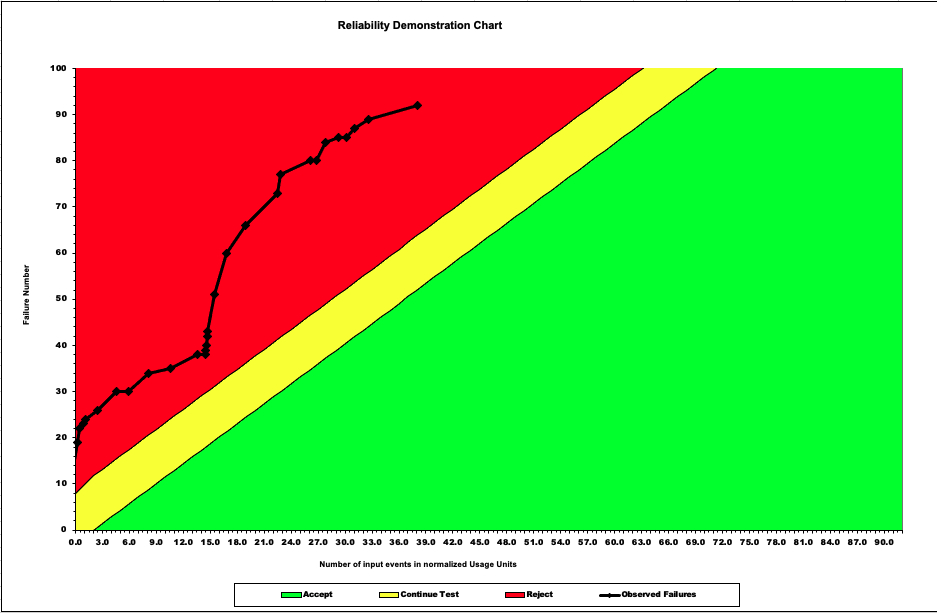 Reliability Demonstration Chart
100
90
80
70
60
50
40
30
20
10
0
Failure Number
0.0 3.0 6.0 9.0 12.0 15.0 18.0 21.0 24.0 27.0 30.0 33.0 36.0 39.0 42.0 45.0 48.0 51.0 54.0 57.0 60.0 63.0 66.0 69.0 72.0 75.0 78.0 81.0 84.0 87.0 90.0
Number of input events in normalized Usage Units
Accept Continue Test Reject Observed Failures